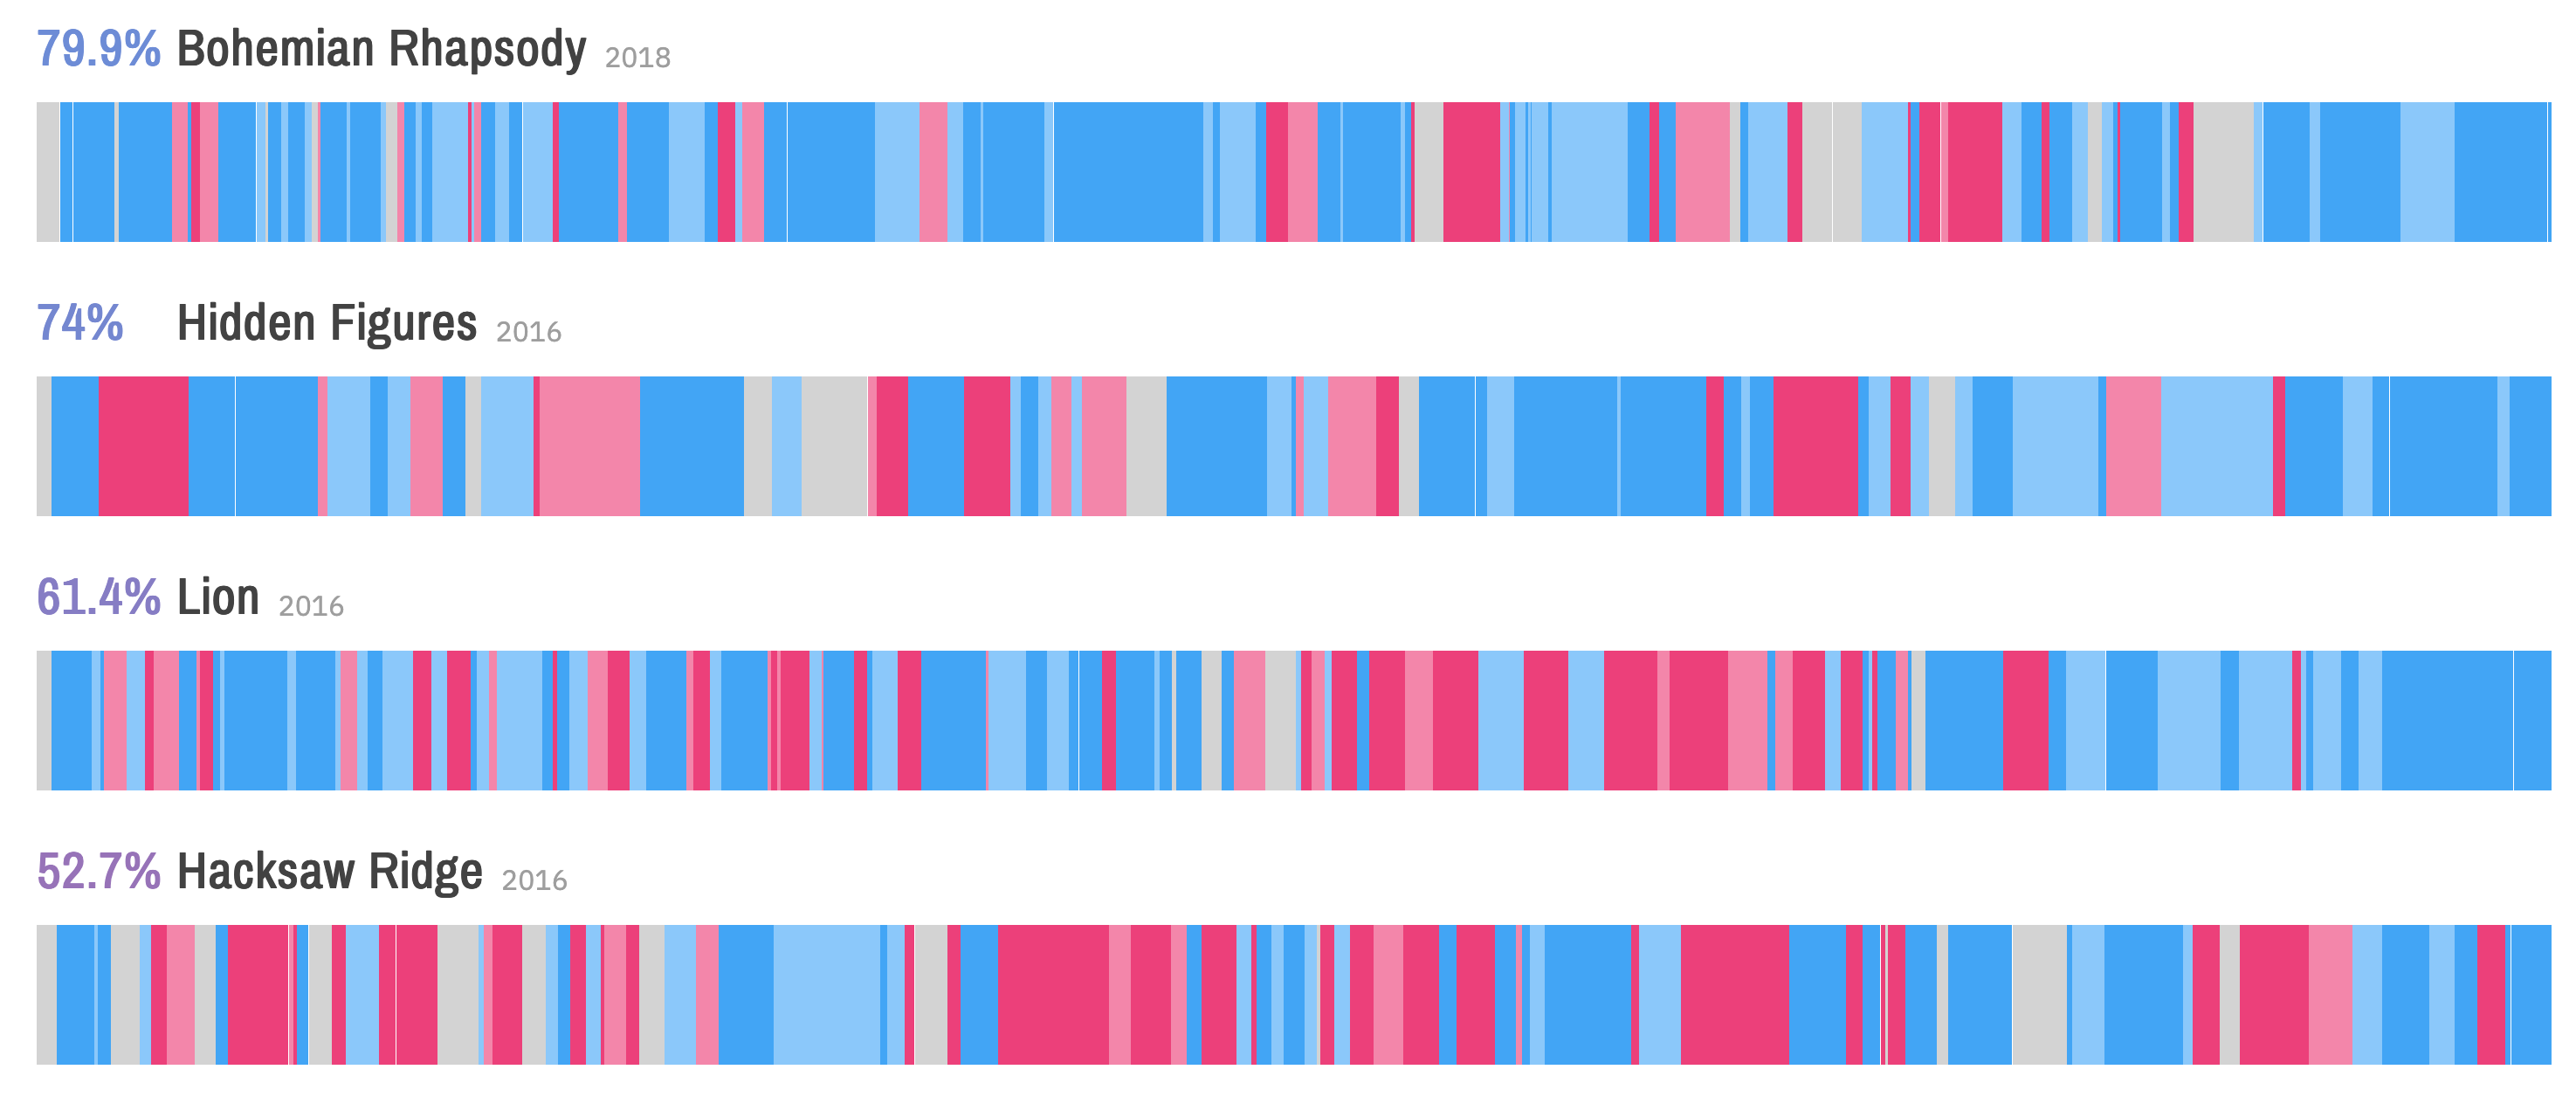 79.9% Bohemian Rhapsody 2018
74% Hidden Figures 2016
61.4% Lion 2016
52.7% Hacksaw Ridge 2016